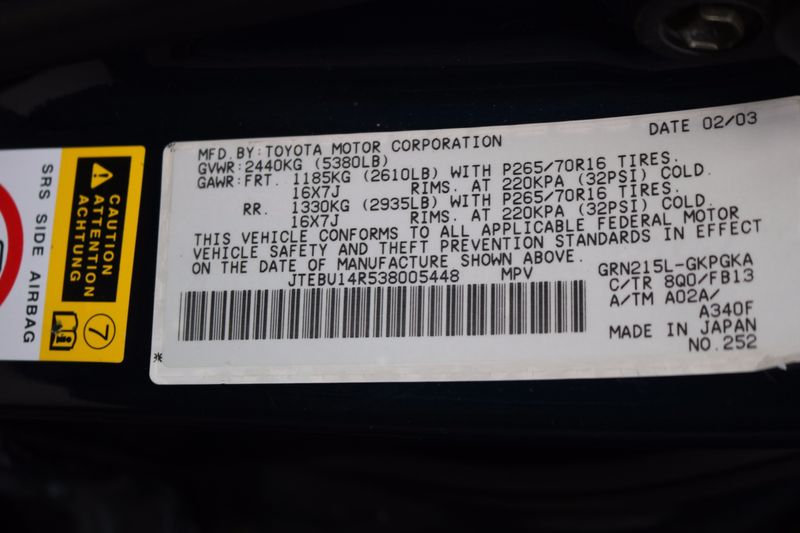 SRS SIDE AIRBAG
CAUTION
ATTENTION
ACHTUNG
7
DATE 02/03
MFD.BY:TOYOTA MOTOR CORPORATION
GVWR:2440KG (5380LB)
GAWR:FRT. 1185KG (2610LB) WITH P265/70R16 TIRES.
16X7J RIMS. AT 220KPA (32PSI) COLD.
RR. 1330KG (2935LB) WITH P265/70R16 TIRES.
16X7J RIMS. AT 220KPA (32PSI) COLD.
THIS VEHICLE CONFORMS TO ALL APPLICABLE FEDERAL MOTOR
VEHICLE SAFETY AND THEFT PREVENTION STANDARDS IN EFFECT
ON THE DATE OF MANUFACTURE SHOWN ABOVE.
JTEBU14R538005448 MPV
GRN215L-GKPGKA
C/TR 8Q0/FB13
A/TM A02A/
A340F
MADE IN JAPAN
NO.252
*